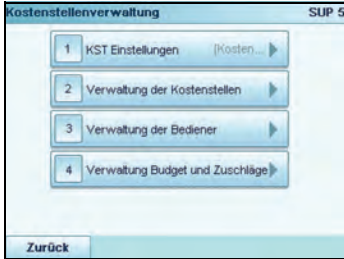 Kostenstellenverwaltung SUP 5
1 KST Einstellungen [Kosten...
2 Verwaltung der Kostenstellen
3 Verwaltung der Bediener
4 Verwaltung Budget und Zuschläge
Zurück